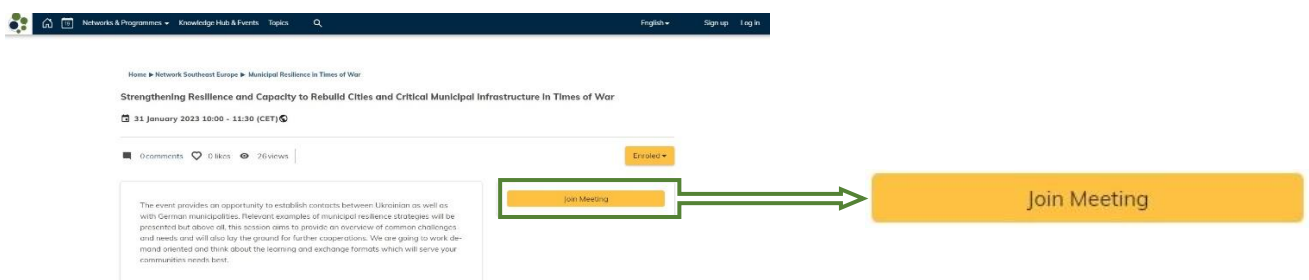 19 Networks & Programmes Knowledge Hub & Events Topics English Sign up Log in
Home ▶ Network Southeast Europe ▶ Municipal Resilience in Times of War
Strengthening Resilience and Capacity to Rebuild Cities and Critical Municipal Infrastructure in Times of War
31 January 2023 10:00 - 11:30 (CET)
0 comments 0 likes 26 views
Enroled
Join Meeting
Join Meeting
The event provides an opportunity to establish contacts between Ukrainian as well as
with German municipalities. Relevant examples of municipal resilience strategies will be
presented but above all, this session aims to provide an overview of common challenges
and needs and will also lay the ground for further cooperations. We are going to work de-
mand oriented and think about the learning and exchange formats which will serve your
communities needs best.